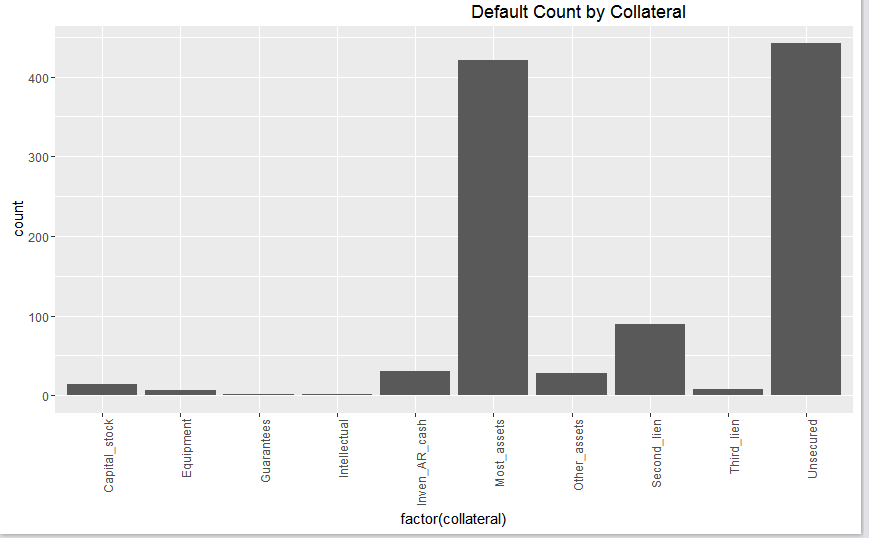 Default Count by Collateral
count
400
300
200
100
0
Capital_stock
Equipment
Guarantees
Intellectual
Inven_AR_cash
Most_assets
Other_assets
Second_lien
Third_lien
Unsecured
factor(collateral)